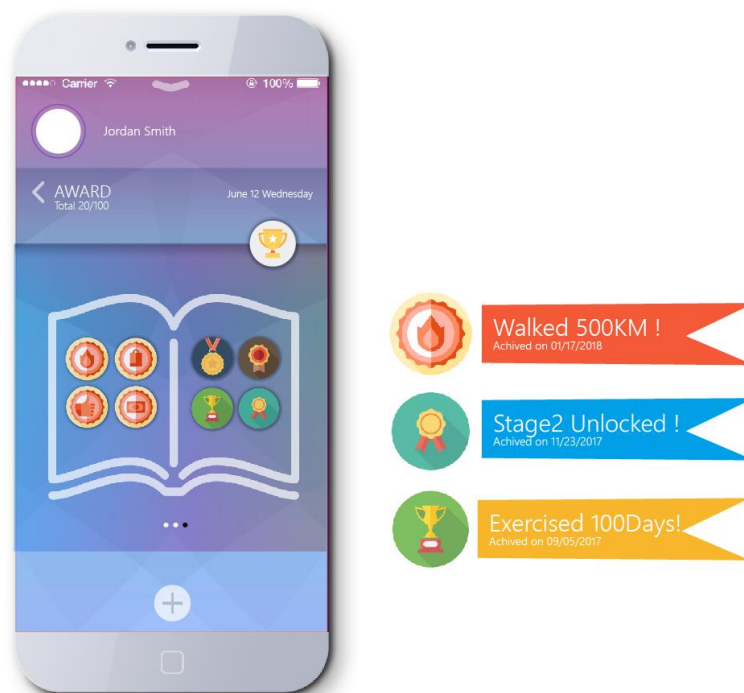 Carrier 100%
Jordan Smith
AWARD
Total 20/100
June 12 Wednesday
Walked 500KM !
Achived on 01/17/2018
Stage2 Unlocked !
Achived on 11/23/2017
Exercised 100Days!
Achived on 09/05/2017